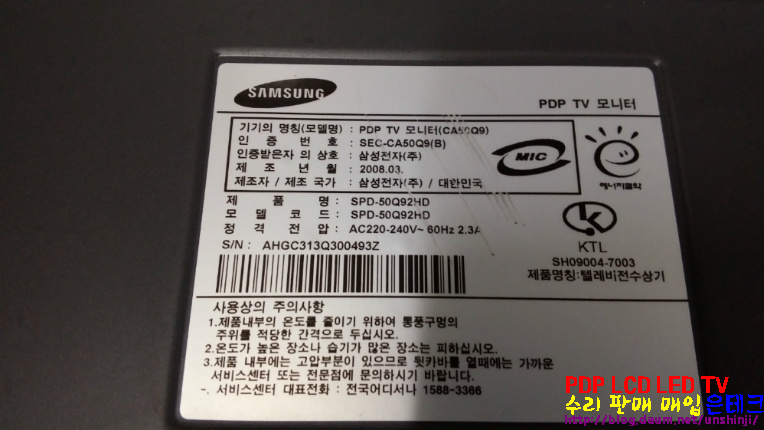 SAMSUNG
PDP TV 모니터
기기의 명칭(모델명) : PDP TV 모니터(CA50Q9)
인 증 번 호 : SEC-CA50Q9(B)
인증받은자 의 상호 : 삼성전자(주)
제 조 년 월 : 2008.03.
제조자 / 제조 국가 : 삼성전자(주) / 대한민국
MIC
에너지절약
제 품 명 : SPD-50Q92HD
모 델 코 드 : SPD-50Q92HD
정 격 전 압 : AC220-240V~ 60Hz 2.3A
S/N : AHGC313Q300493Z
KTL
SH09004-7003
제품명칭:텔레비전수상기
사용상의 주의사항
1.제품내부의 온도를 줄이기 위하여 통풍구멍의
주위를 적당한 간격으로 두십시오.
2.온도가 높은 장소나 습기가 많은 장소는 피하십시오.
3.제품 내부에는 고압부분이 있으므로 뒷카바를 열때에는 가까운
서비스센터 또는 전문점에 문의하시기 바랍니다.
-. 서비스센터 대표전화 : 전국어디서나 1588-3366
PDP LCD LED TV
수리 판매 매입 은테크
http://blog.daum.net/unshinji/